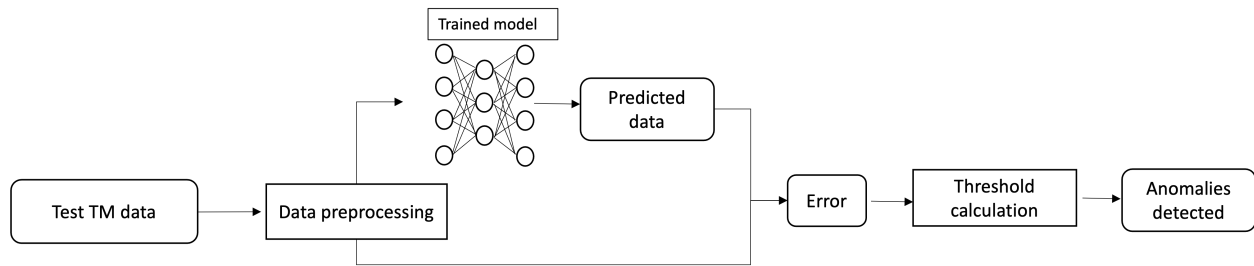 Trained model
Predicted
data
Test TM data
Data preprocessing
Error
Threshold
calculation
Anomalies
detected